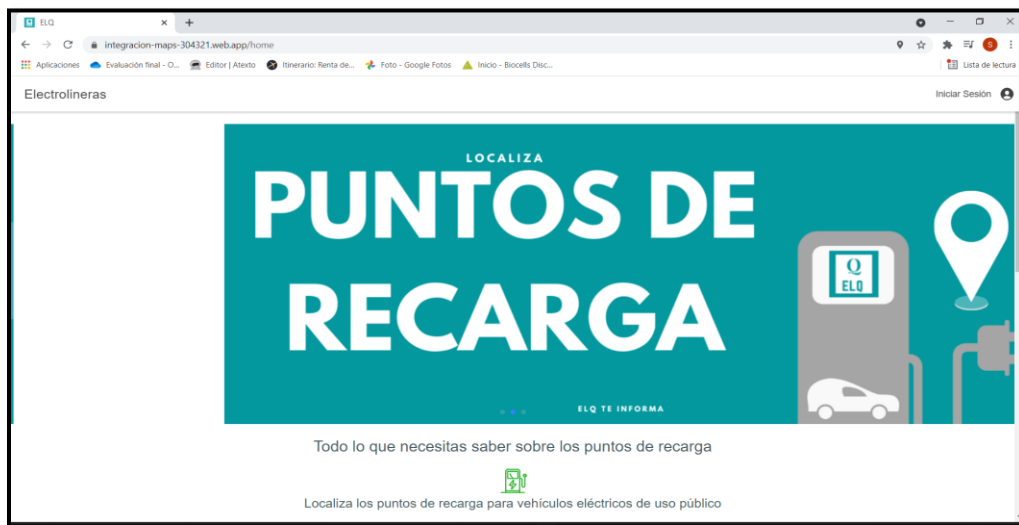 ELQ
integracion-maps-304321.web.app/home
S
Aplicaciones Evaluación final - O... Editor | Atexto Itinerario: Renta de... Foto - Google Fotos Inicio - Biocells Disc... Lista de lectura
Electrolineras Iniciar Sesión
LOCALIZA
PUNTOS DE
RECARGA
Q
ELQ
ELQ TE INFORMA
Todo lo que necesitas saber sobre los puntos de recarga
Localiza los puntos de recarga para vehículos eléctricos de uso público